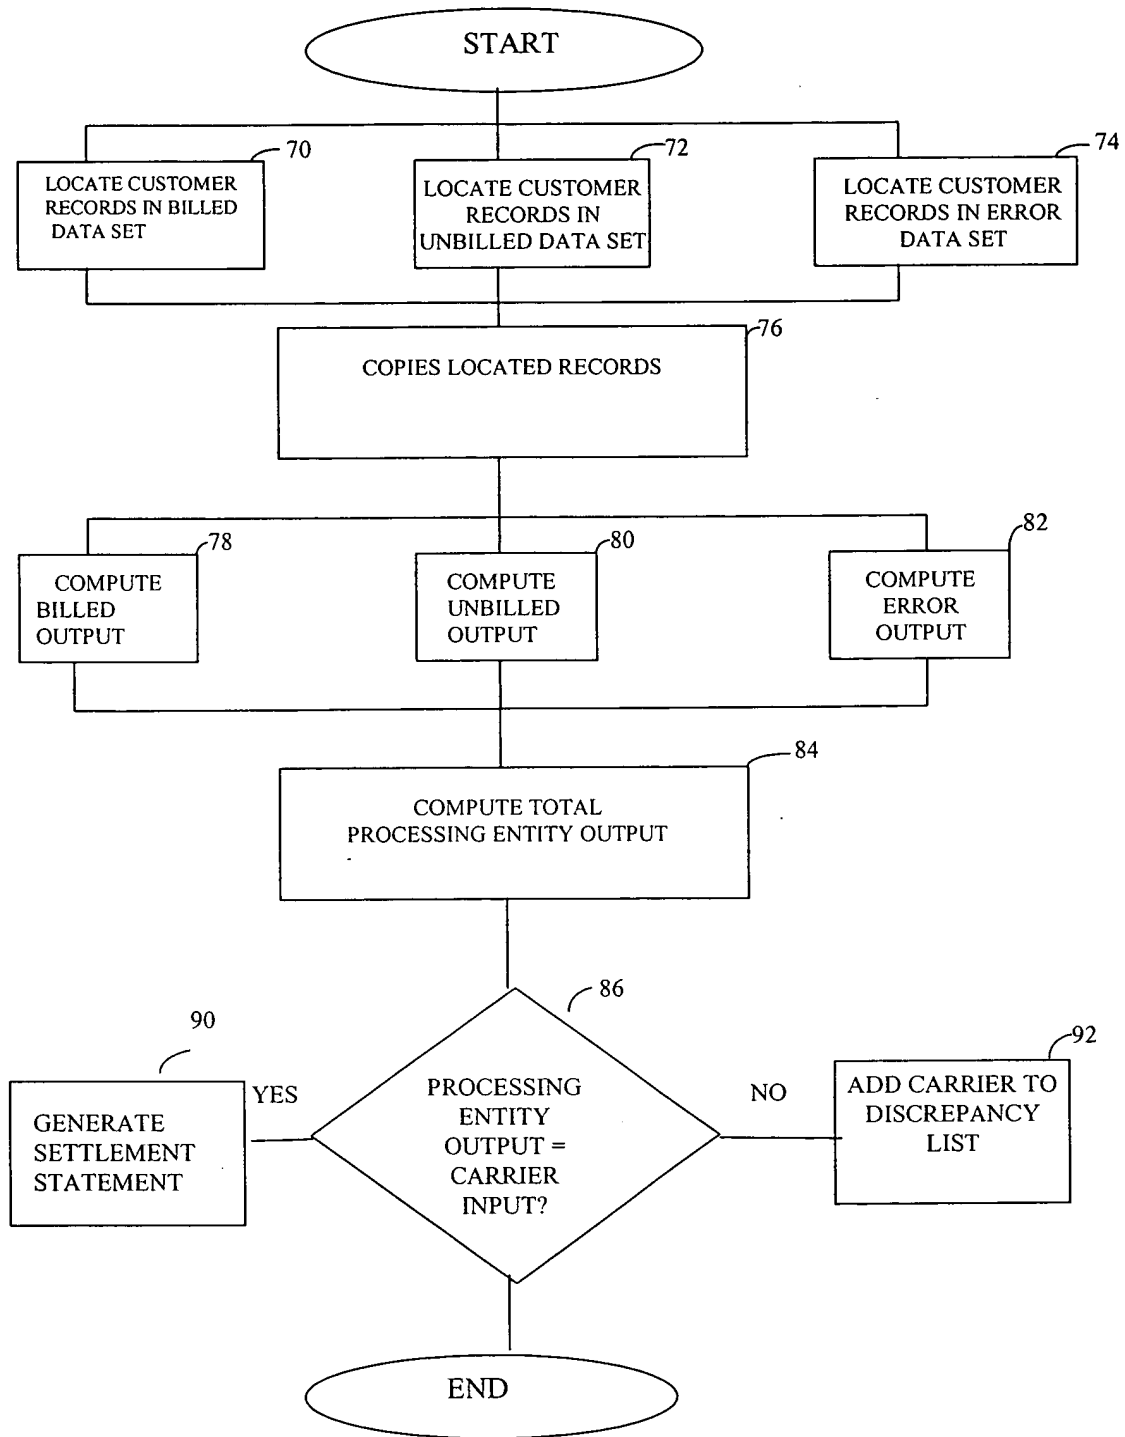 START
70
72
74
LOCATE CUSTOMER
RECORDS IN BILLED
DATA SET
LOCATE CUSTOMER
RECORDS IN
UNBILLED DATA SET
LOCATE CUSTOMER
RECORDS IN ERROR
DATA SET
76
COPIES LOCATED RECORDS
78
80
82
COMPUTE
BILLED
OUTPUT
COMPUTE
UNBILLED
OUTPUT
COMPUTE
ERROR
OUTPUT
84
COMPUTE TOTAL
PROCESSING ENTITY OUTPUT
86
90
92
YES
NO
GENERATE
SETTLEMENT
STATEMENT
PROCESSING
ENTITY
OUTPUT =
CARRIER
INPUT?
ADD CARRIER TO
DISCREPANCY
LIST
END